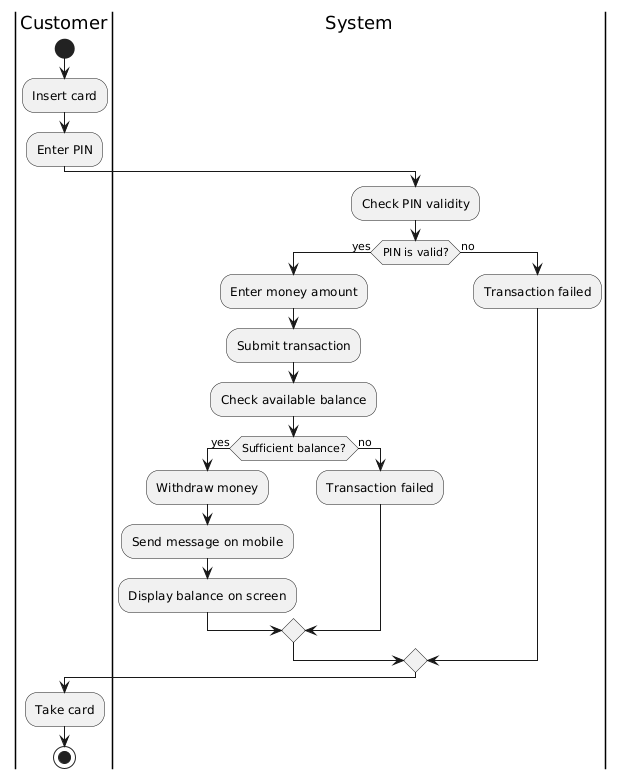 Customer
System
Insert card
Enter PIN
Check PIN validity
yes
PIN is valid?
no
Enter money amount
Transaction failed
Submit transaction
Check available balance
yes
Sufficient balance?
no
Withdraw money
Transaction failed
Send message on mobile
Display balance on screen
Take card